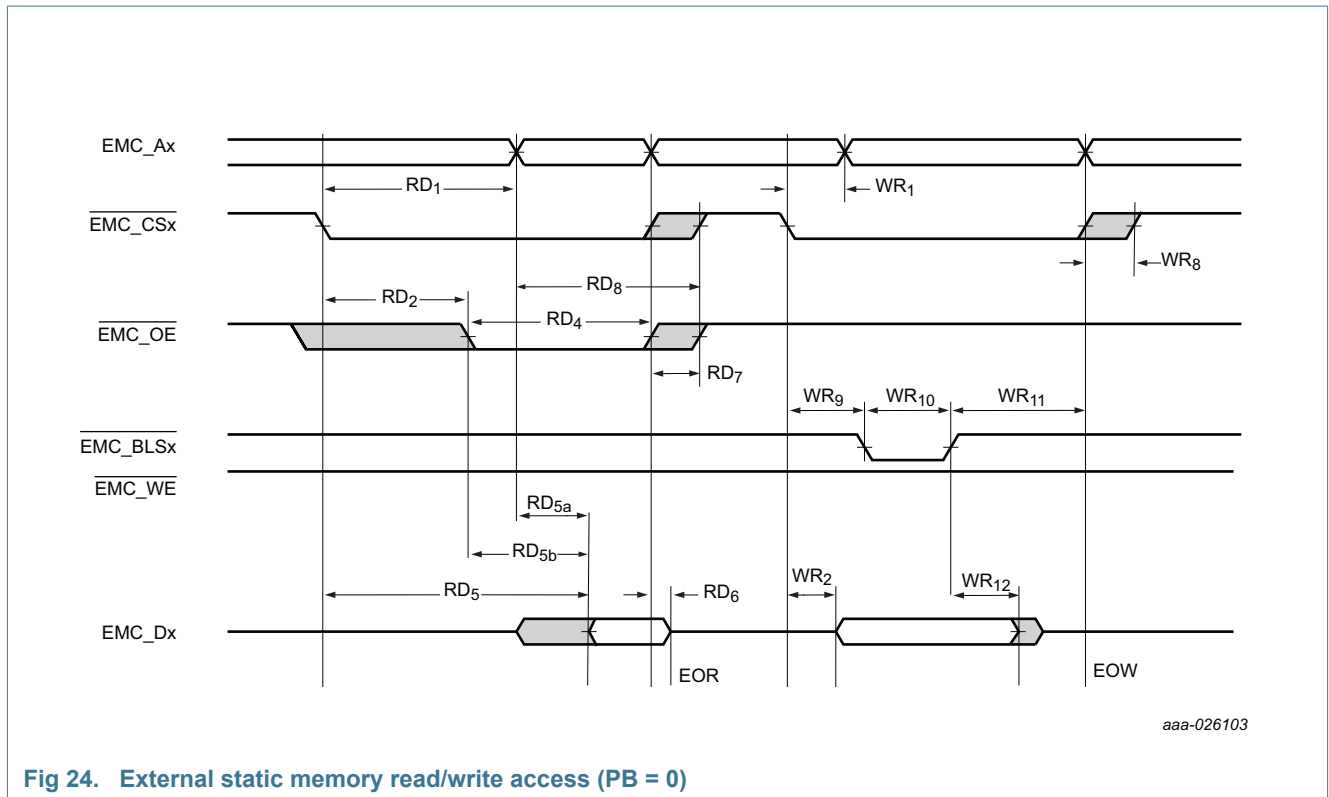 EMC_Ax
RD1
WR1
EMC_CSx
WR8
RD8
RD2
RD4
EMC_OE
RD7
WR9
WR10
WR11
EMC_BLSx
EMC_WE
RD5a
RD5b
WR2
WR12
RD5
RD6
EMC_Dx
EOR
EOW
aaa-026103
Fig 24. External static memory read/write access (PB = 0)